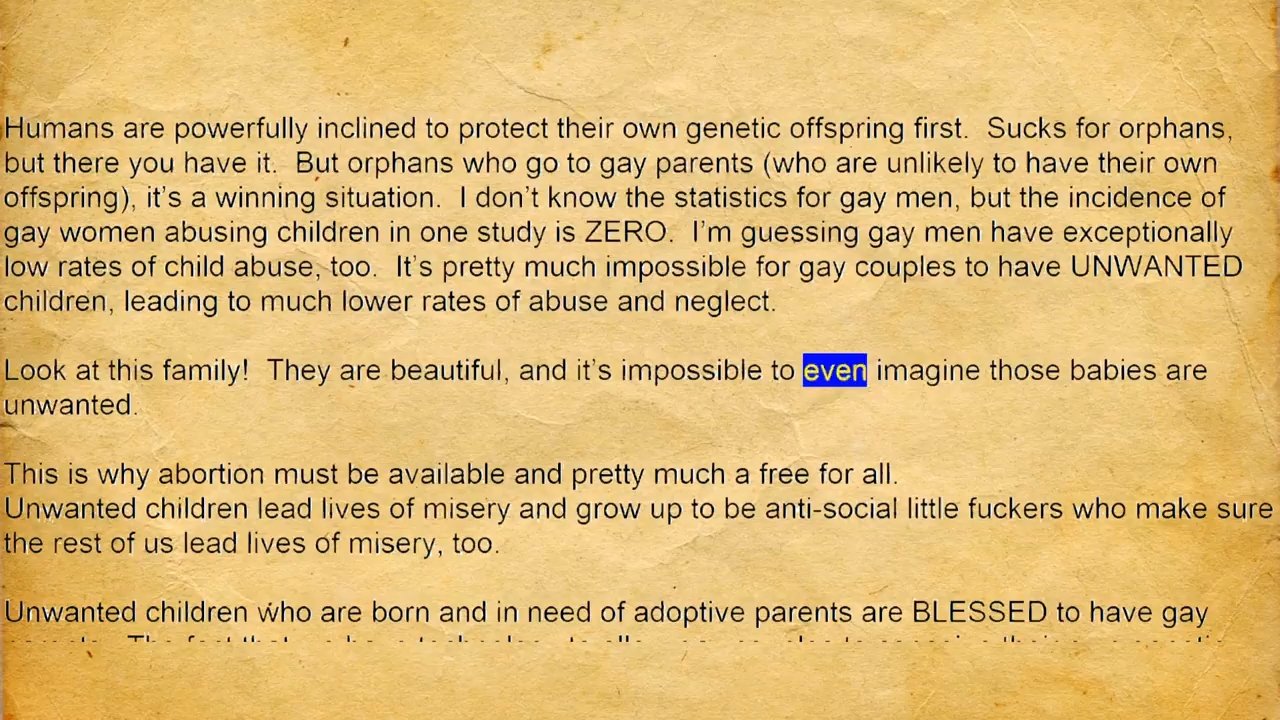 Humans are powerfully inclined to protect their own genetic offspring first.  Sucks for orphans,
but there you have it.  But orphans who go to gay parents (who are unlikely to have their own
offspring), it's a winning situation.  I don't know the statistics for gay men, but the incidence of
gay women abusing children in one study is ZERO.  I'm guessing gay men have exceptionally
low rates of child abuse, too.  It's pretty much impossible for gay couples to have UNWANTED
children, leading to much lower rates of abuse and neglect.
Look at this family!  They are beautiful, and it's impossible to even imagine those babies are
unwanted.
This is why abortion must be available and pretty much a free for all.
Unwanted children lead lives of misery and grow up to be anti-social little fuckers who make sure
the rest of us lead lives of misery, too.
Unwanted children who are born and in need of adoptive parents are BLESSED to have gay